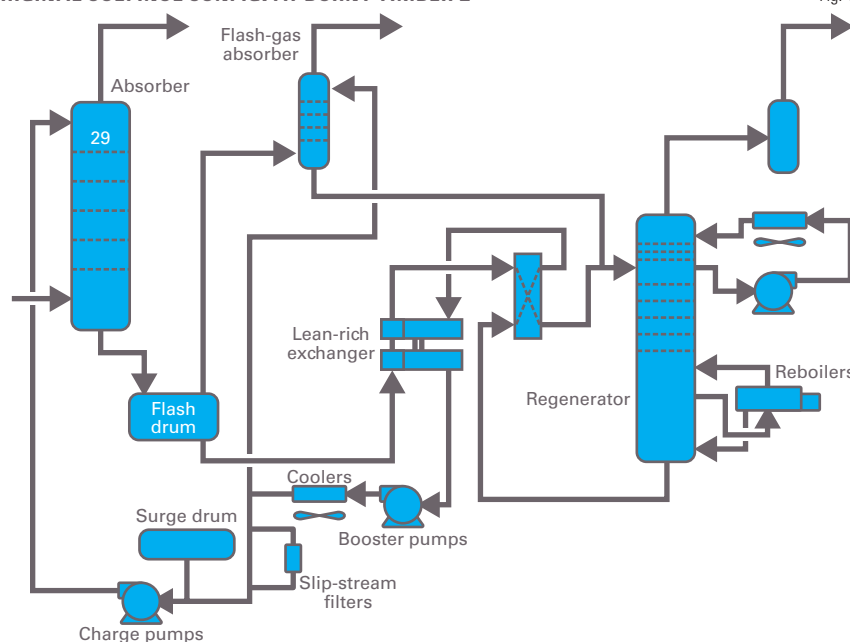 Flash-gas
absorber
Absorber
29
Lean-rich
exchanger
Regenerator
Reboilers
Flash
drum
Coolers
Surge drum
Booster pumps
Slip-stream
filters
Charge pumps